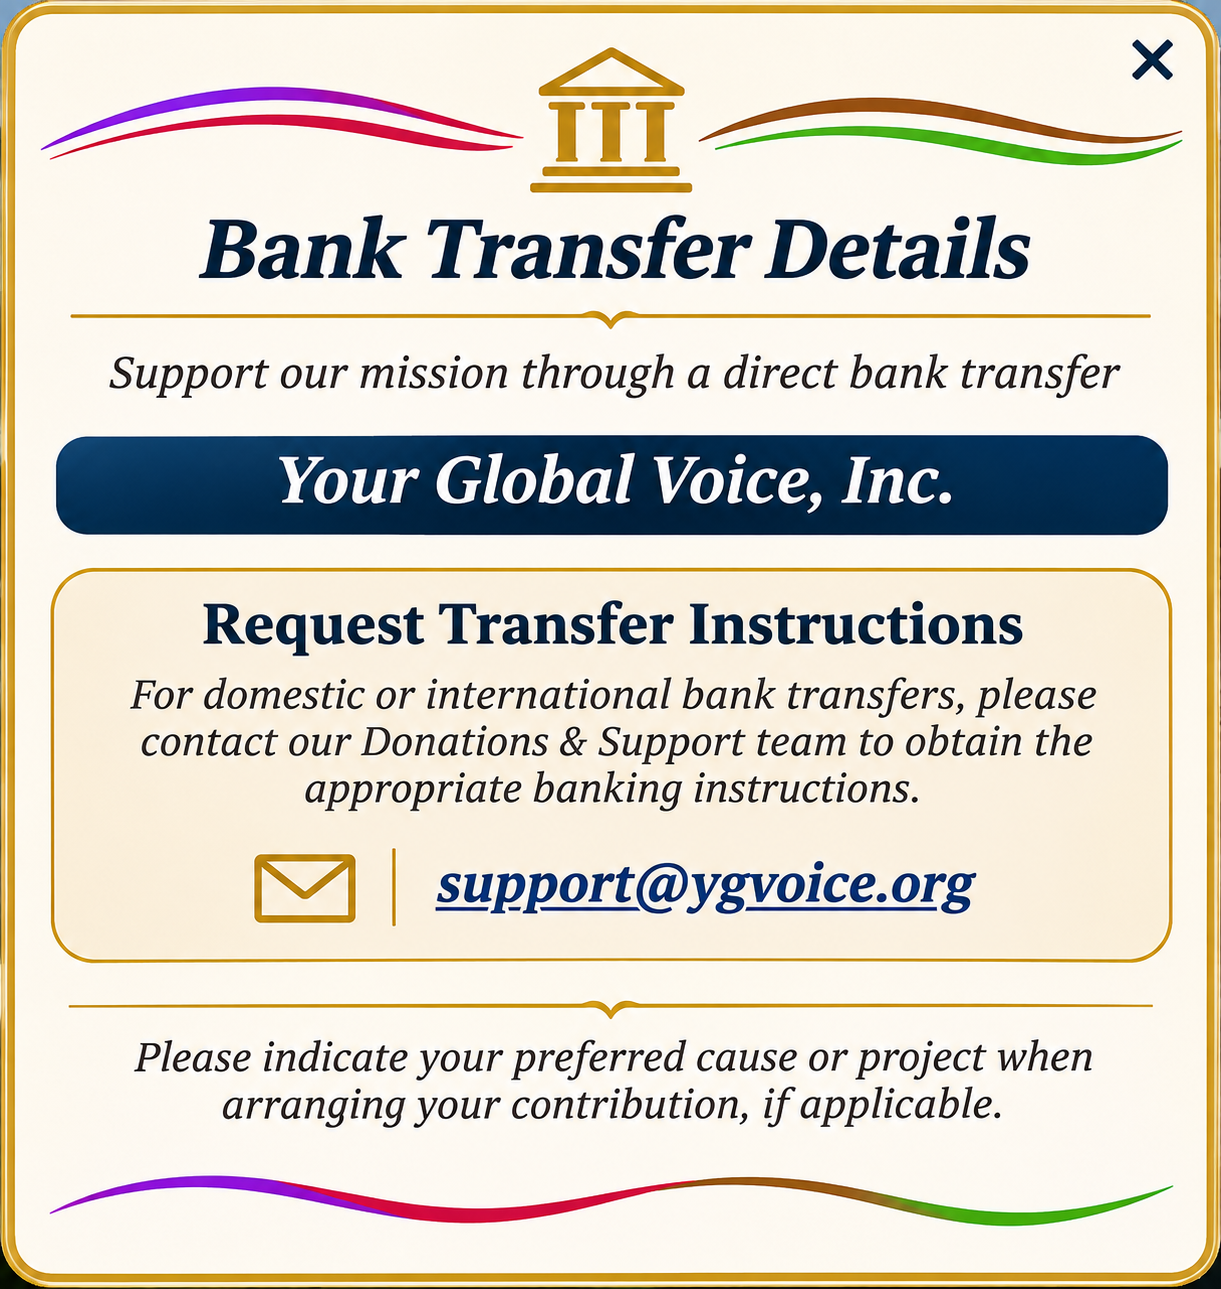 Bank Transfer Details
Support our mission through a direct bank transfer
Your Global Voice, Inc.
Request Transfer Instructions
For domestic or international bank transfers, please
contact our Donations & Support team to obtain the
appropriate banking instructions.
support@ygvoice.org
Please indicate your preferred cause or project when
arranging your contribution, if applicable.